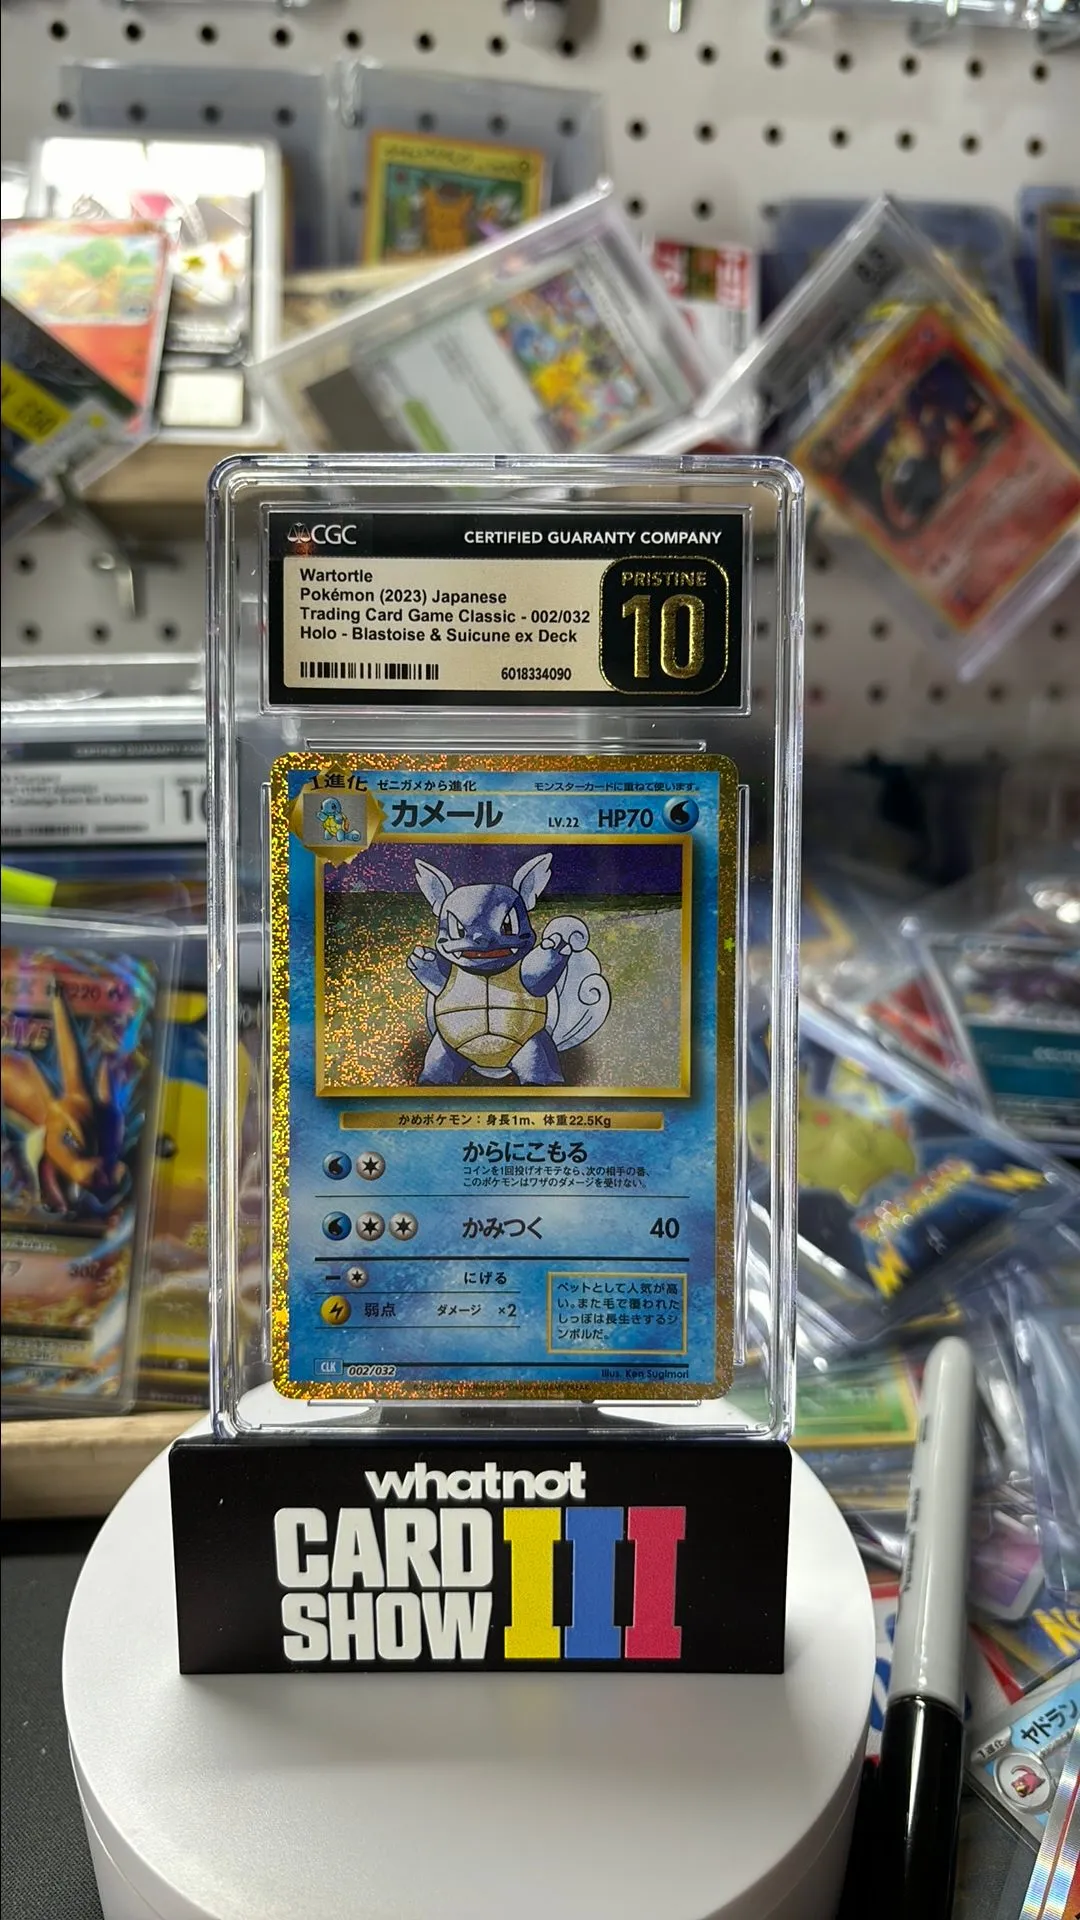 CGC
CERTIFIED GUARANTY COMPANY
Wartortle
Pokémon (2023) Japanese
Trading Card Game Classic - 002/032
Holo - Blastoise & Suicune ex Deck
6018334090
PRISTINE
10
1進化
ゼニガメから進化
モンスターカードに重ねて使います。
カメール
LV.22
HP70
かめポケモン：身長1m、体重22.5Kg
からにこもる
コインを1回投げオモテなら、次の相手の番、
このポケモンはワザのダメージを受けない。
かみつく
40
にげる
弱点
ダメージ ×2
ペットとして人気が高
い。また毛で覆われた
しっぽは長生きするシ
ンボルだ。
CLK
002/032
Illus. Ken Sugimori
whatnot
CARD
SHOW
III
1進化
ヤドラン